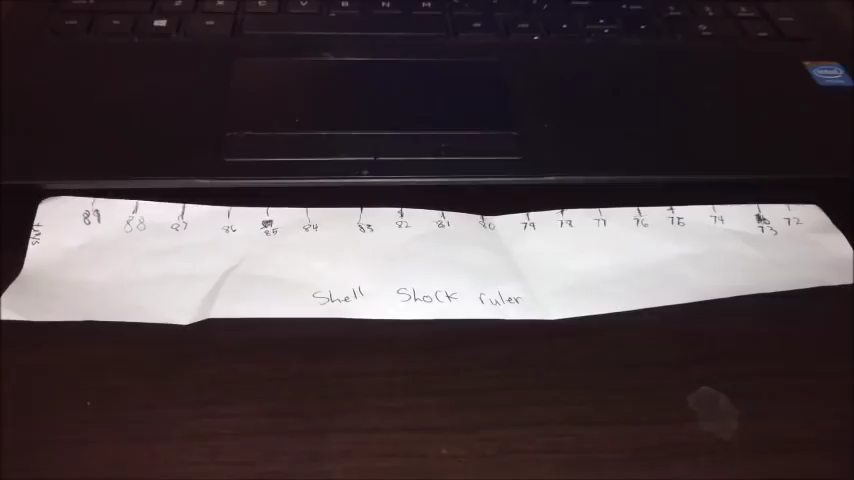 Z X C V B N M
intel
89 88 87 86 85 84 83 82 81 80 79 78 77 76 75 74 73 72
Shell Shock ruler